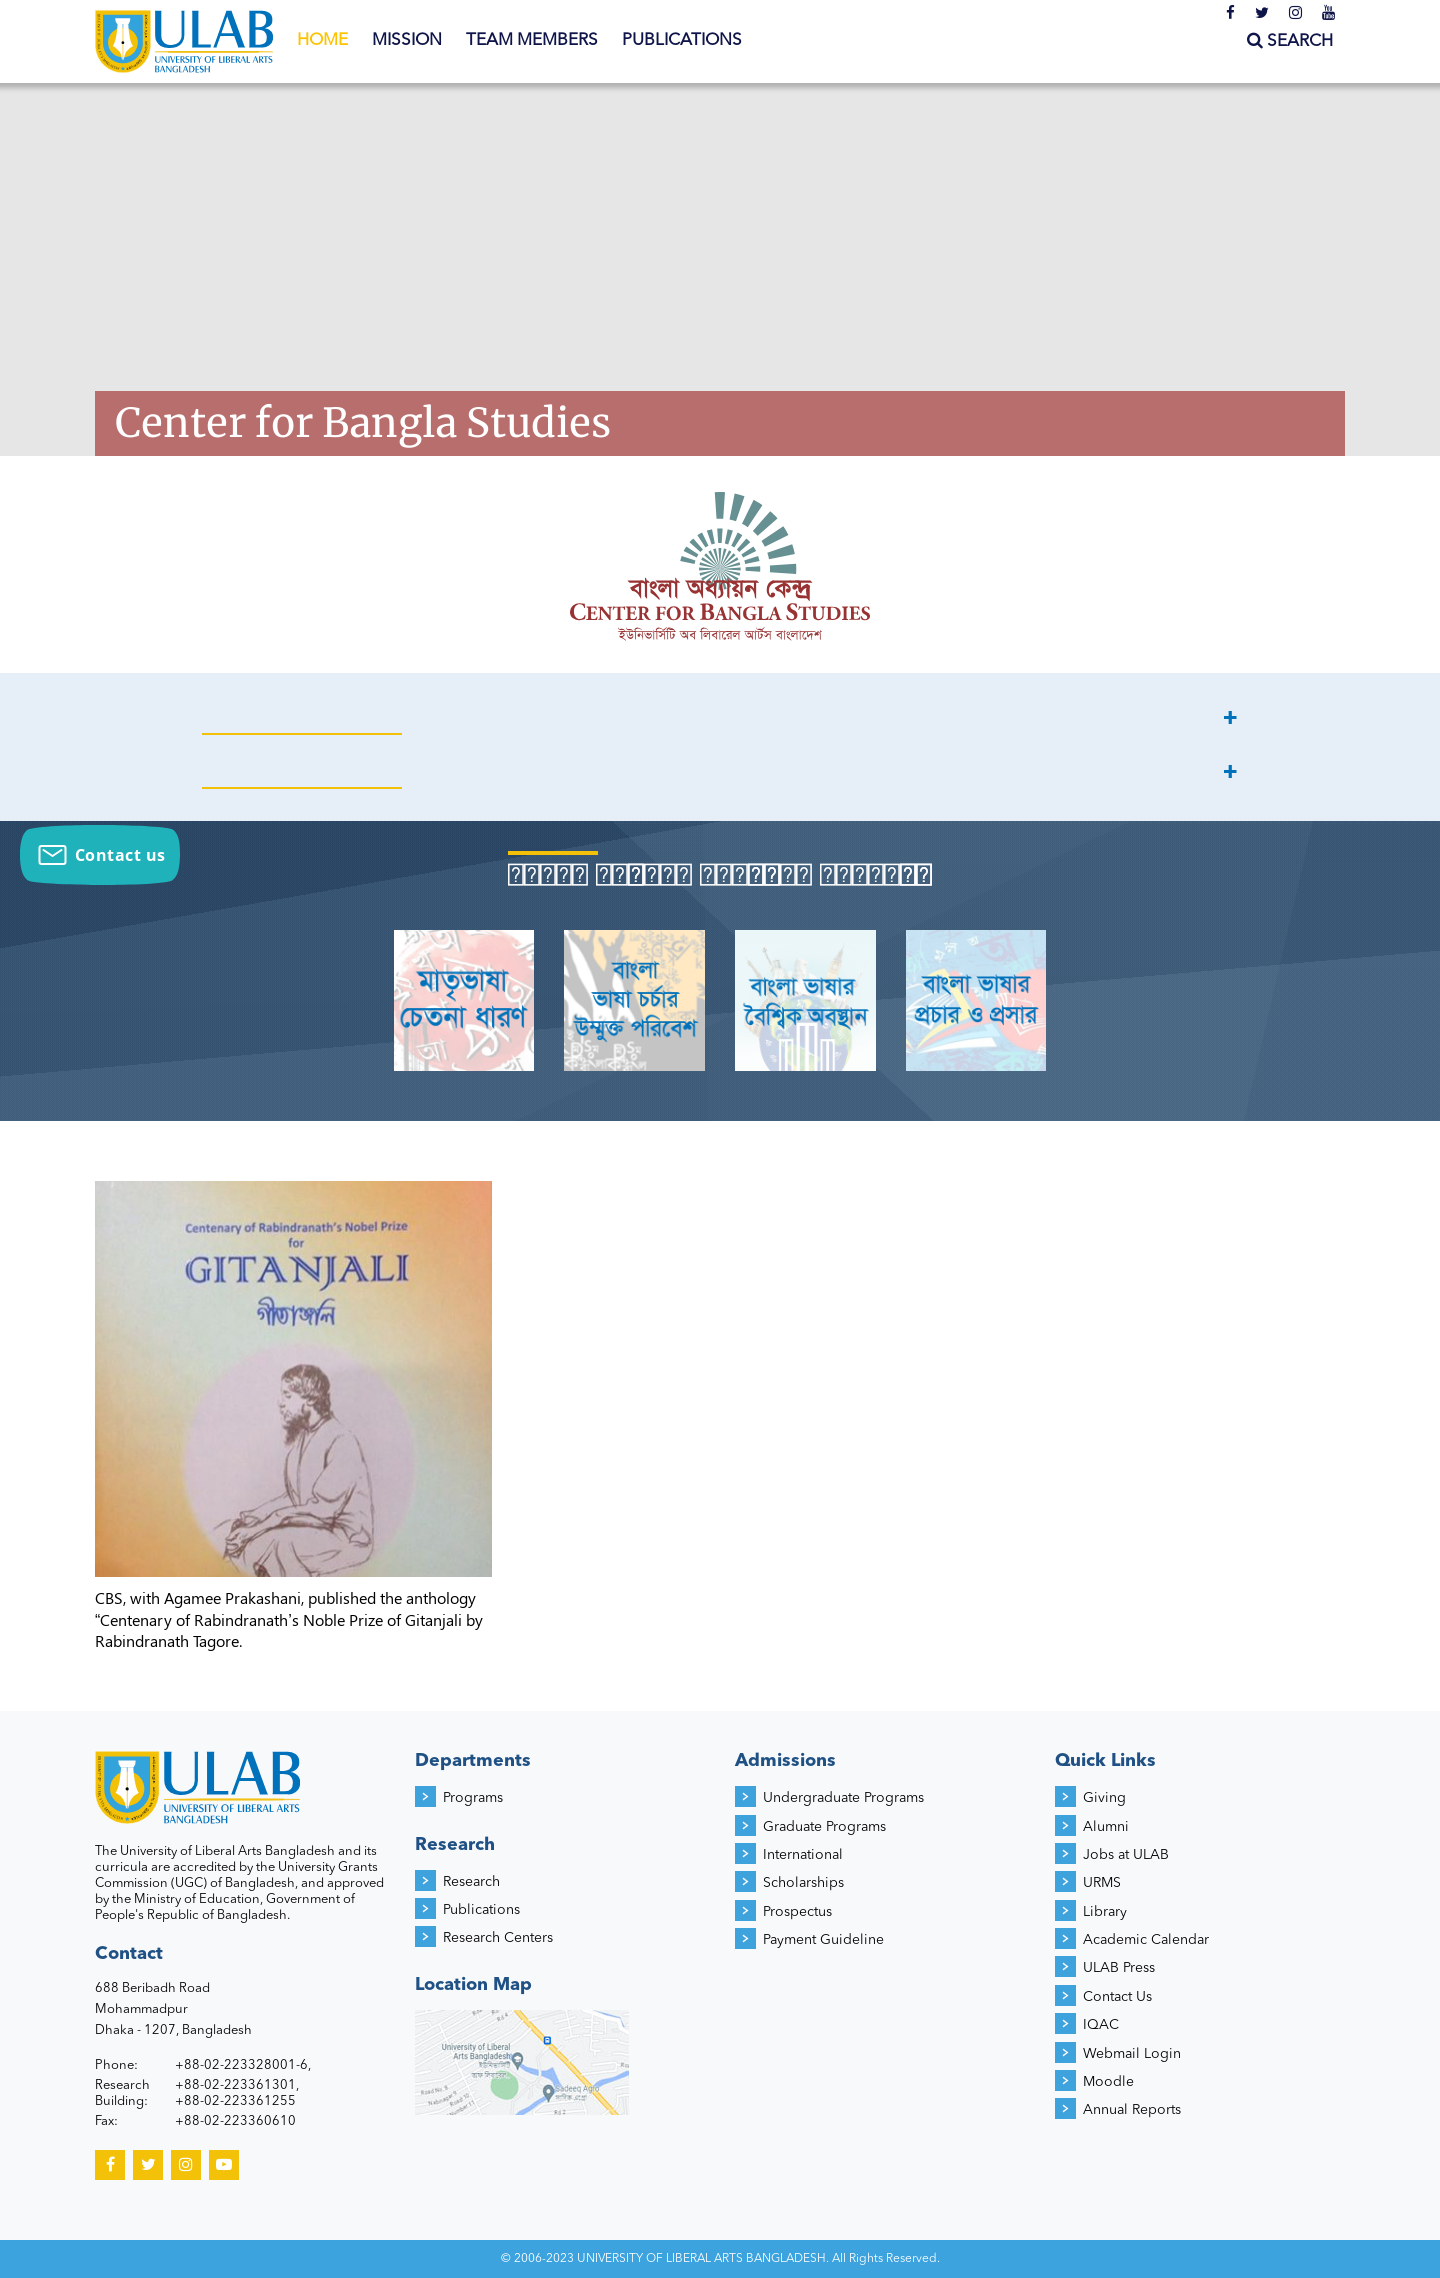 ULAB
UNIVERSITY OF LIBERAL ARTS
BANGLADESH
HOME MISSION TEAM MEMBERS PUBLICATIONS
SEARCH
Center for Bangla Studies
বাংলা অধ্যায়ন কেন্দ্র
CENTER FOR BANGLA STUDIES
ইউনিভার্সিটি অব লিবারেল আর্টস বাংলাদেশ
+
+
Contact us
মাতৃভাষা
চেতনা ধারণ
বাংলা
ভাষা চর্চার
উম্মুক্ত পরিবেশ
বাংলা ভাষার
বৈশ্বিক অবস্থান
বাংলা ভাষার
প্রচার ও প্রসার
Centenary of Rabindranath's Nobel Prize
for
GITANJALI
গীতাঞ্জলি
CBS, with Agamee Prakashani, published the anthology
“Centenary of Rabindranath’s Noble Prize of Gitanjali by
Rabindranath Tagore.
ULAB
UNIVERSITY OF LIBERAL ARTS
BANGLADESH
The University of Liberal Arts Bangladesh and its
curricula are accredited by the University Grants
Commission (UGC) of Bangladesh, and approved
by the Ministry of Education, Government of
People's Republic of Bangladesh.
Contact
688 Beribadh Road
Mohammadpur
Dhaka - 1207, Bangladesh
Phone: +88-02-223328001-6,
Research +88-02-223361301,
Building: +88-02-223361255
Fax: +88-02-223360610
Departments
Programs
Research
Research
Publications
Research Centers
Location Map
University of Liberal
Arts Bangladesh
Sadeeq Agro
Admissions
Undergraduate Programs
Graduate Programs
International
Scholarships
Prospectus
Payment Guideline
Quick Links
Giving
Alumni
Jobs at ULAB
URMS
Library
Academic Calendar
ULAB Press
Contact Us
IQAC
Webmail Login
Moodle
Annual Reports
© 2006-2023 UNIVERSITY OF LIBERAL ARTS BANGLADESH. All Rights Reserved.